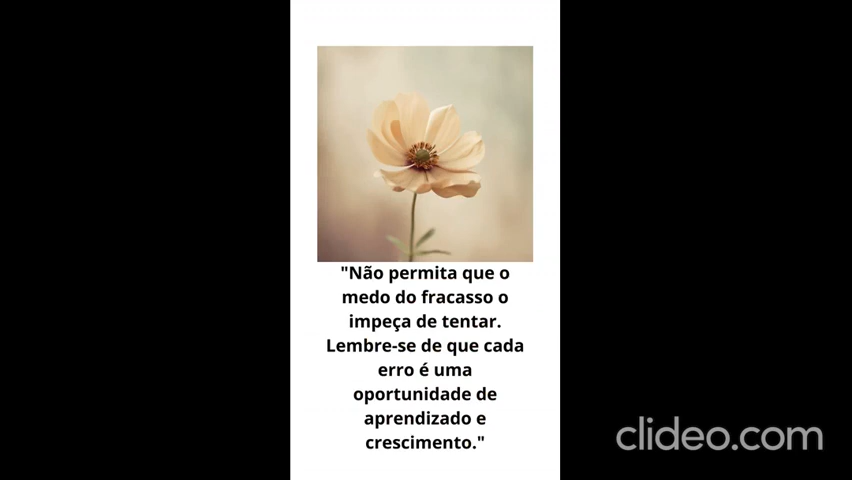 "Não permita que o
medo do fracasso o
impeça de tentar.
Lembre-se de que cada
erro é uma
oportunidade de
aprendizado e
crescimento."
clideo.com